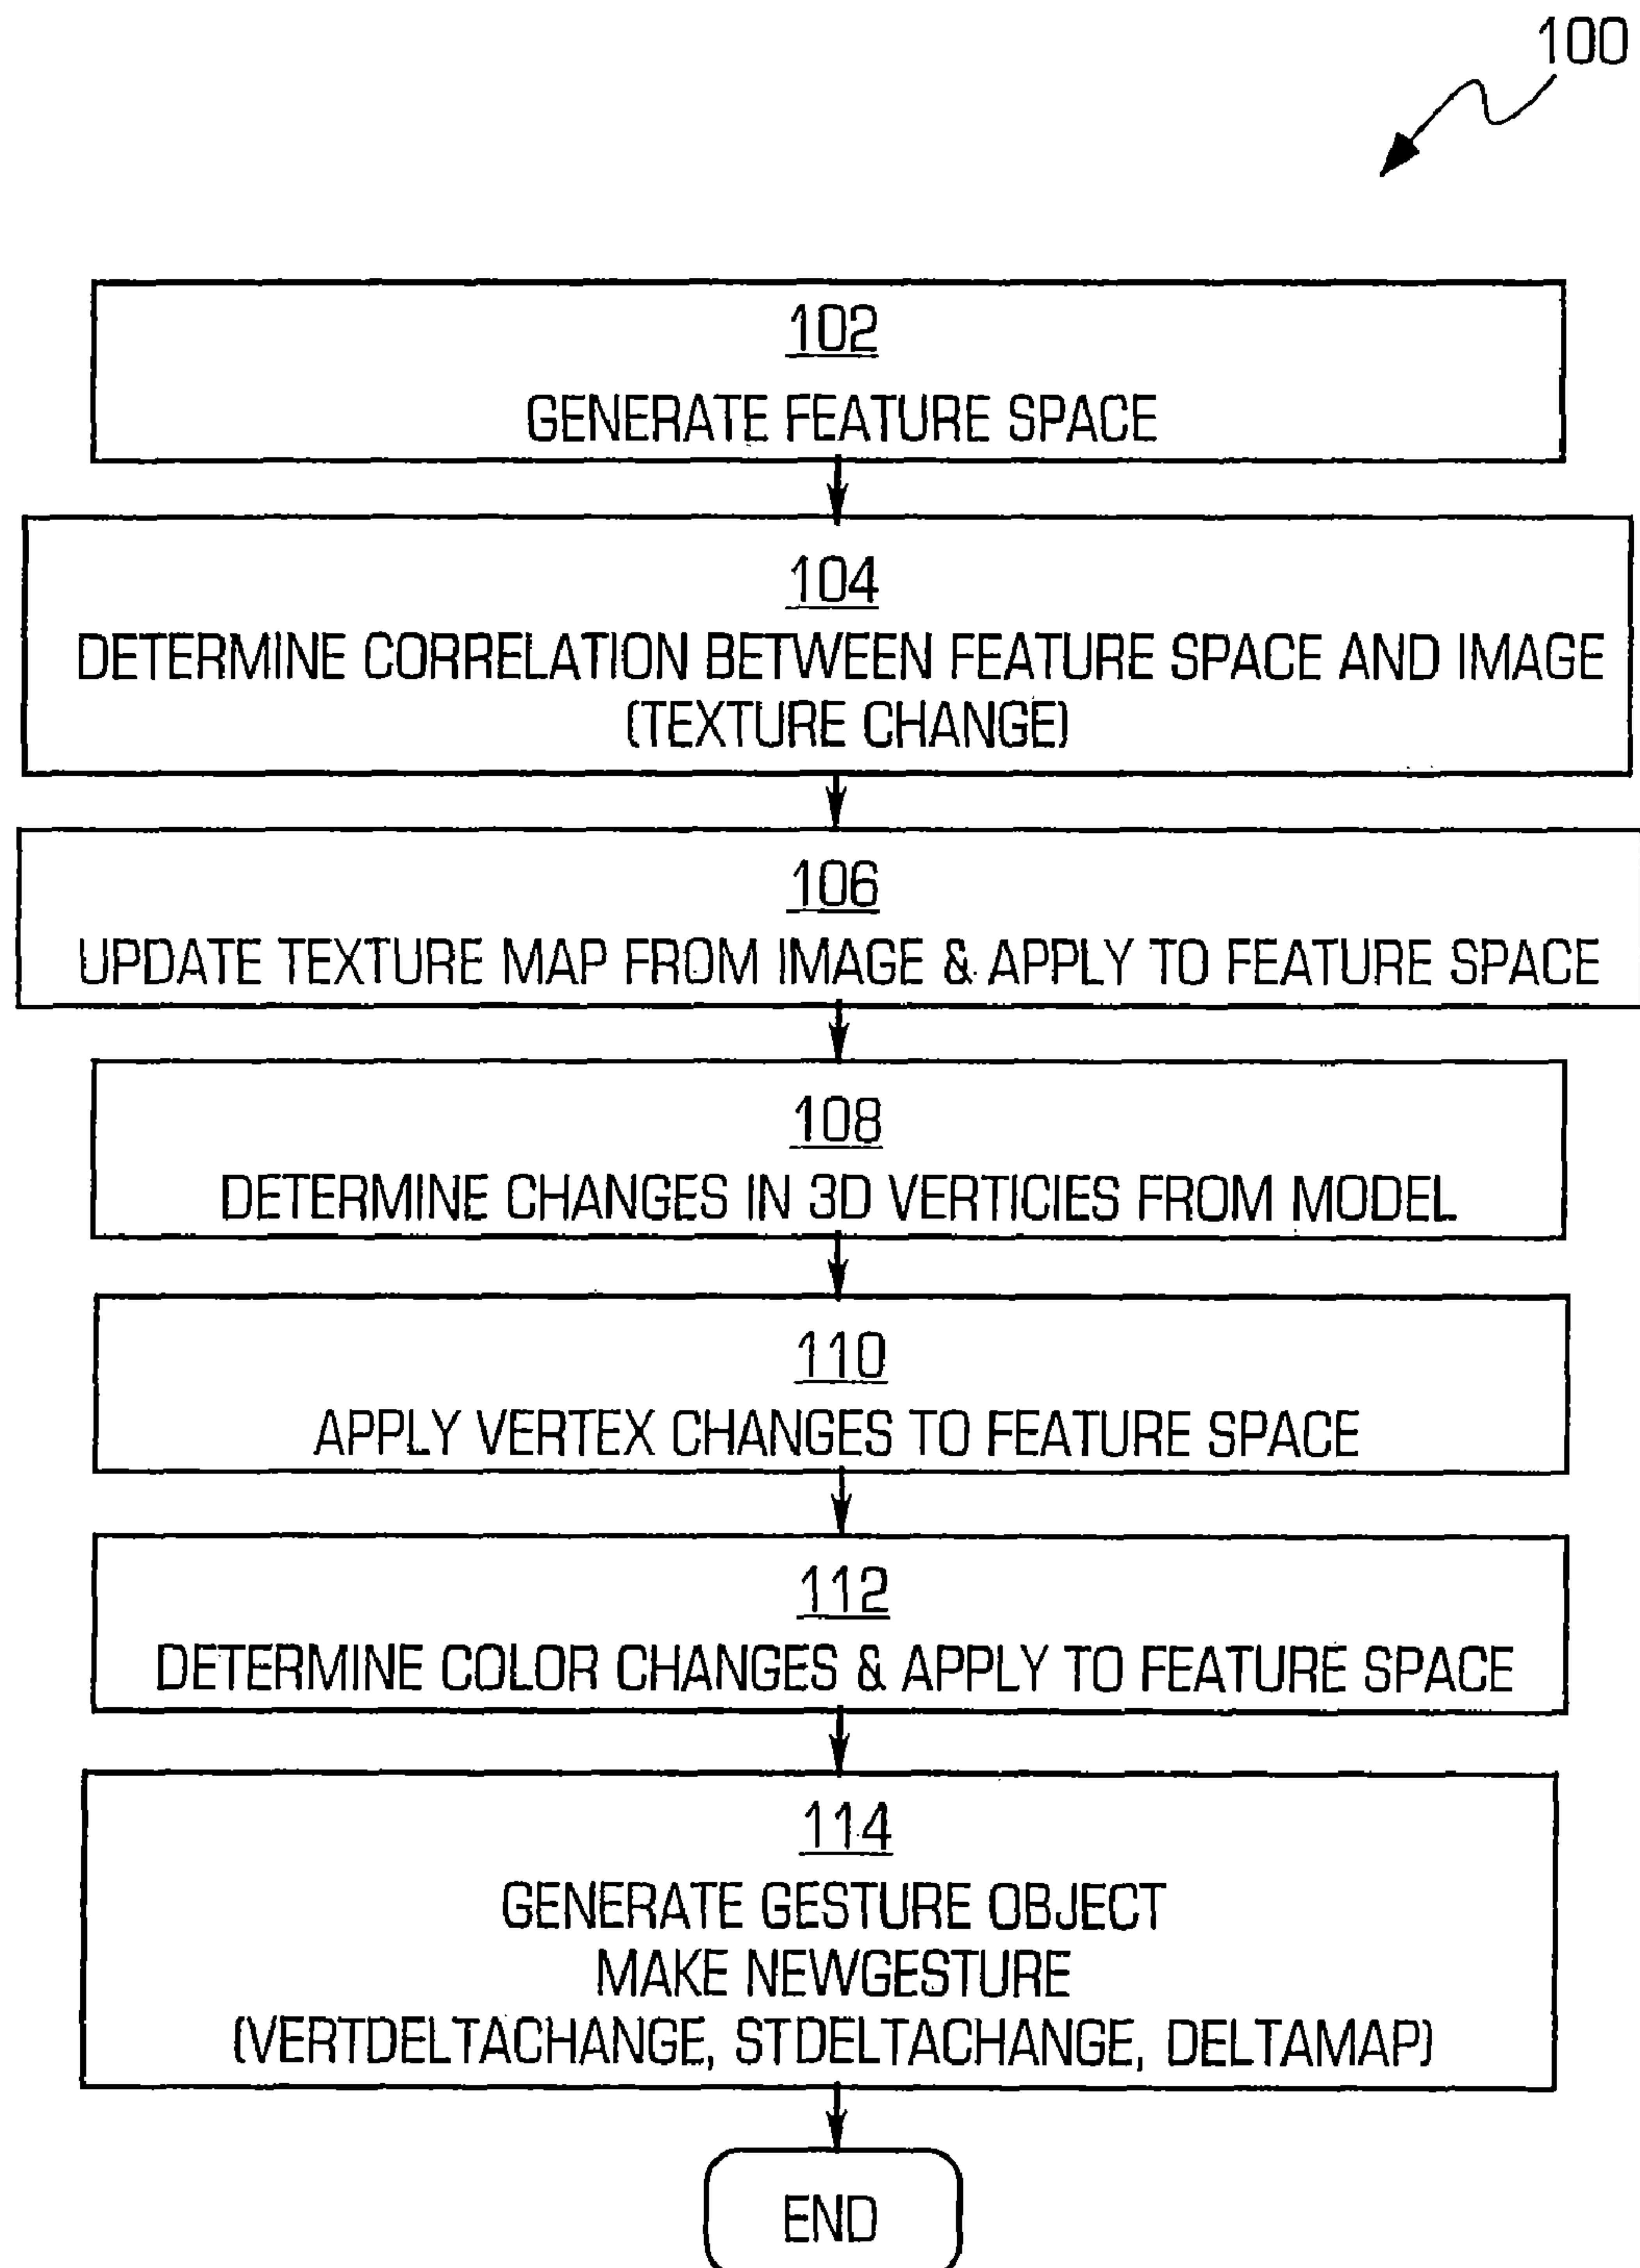 100
102
GENERATE FEATURE SPACE
104
DETERMINE CORRELATION BETWEEN FEATURE SPACE AND IMAGE
(TEXTURE CHANGE)
106
UPDATE TEXTURE MAP FROM IMAGE & APPLY TO FEATURE SPACE
108
DETERMINE CHANGES IN 3D VERTICIES FROM MODEL
110
APPLY VERTEX CHANGES TO FEATURE SPACE
112
DETERMINE COLOR CHANGES & APPLY TO FEATURE SPACE
114
GENERATE GESTURE OBJECT
MAKE NEWGESTURE
(VERTDELTACHANGE, STDELTACHANGE, DELTAMAP)
END